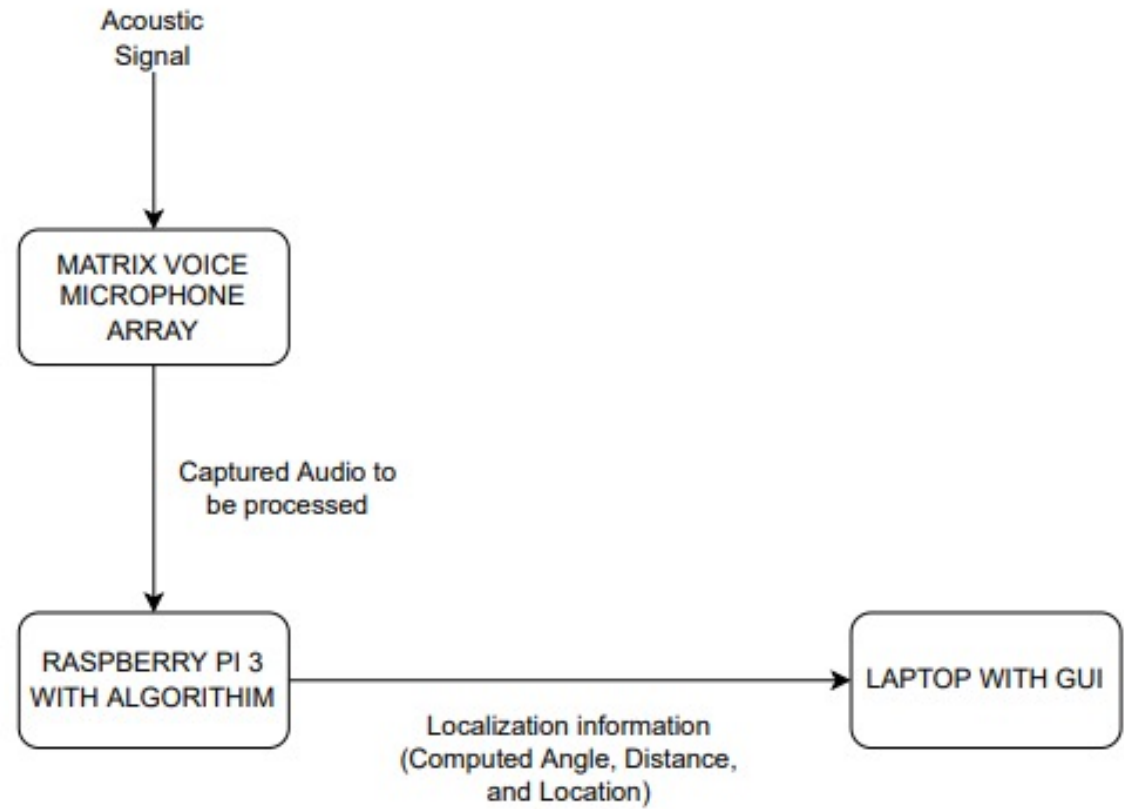 Acoustic
Signal
MATRIX VOICE
MICROPHONE
ARRAY
Captured Audio to
be processed
RASPBERRY PI 3
WITH ALGORITHIM
LAPTOP WITH GUI
Localization information
(Computed Angle, Distance,
and Location)